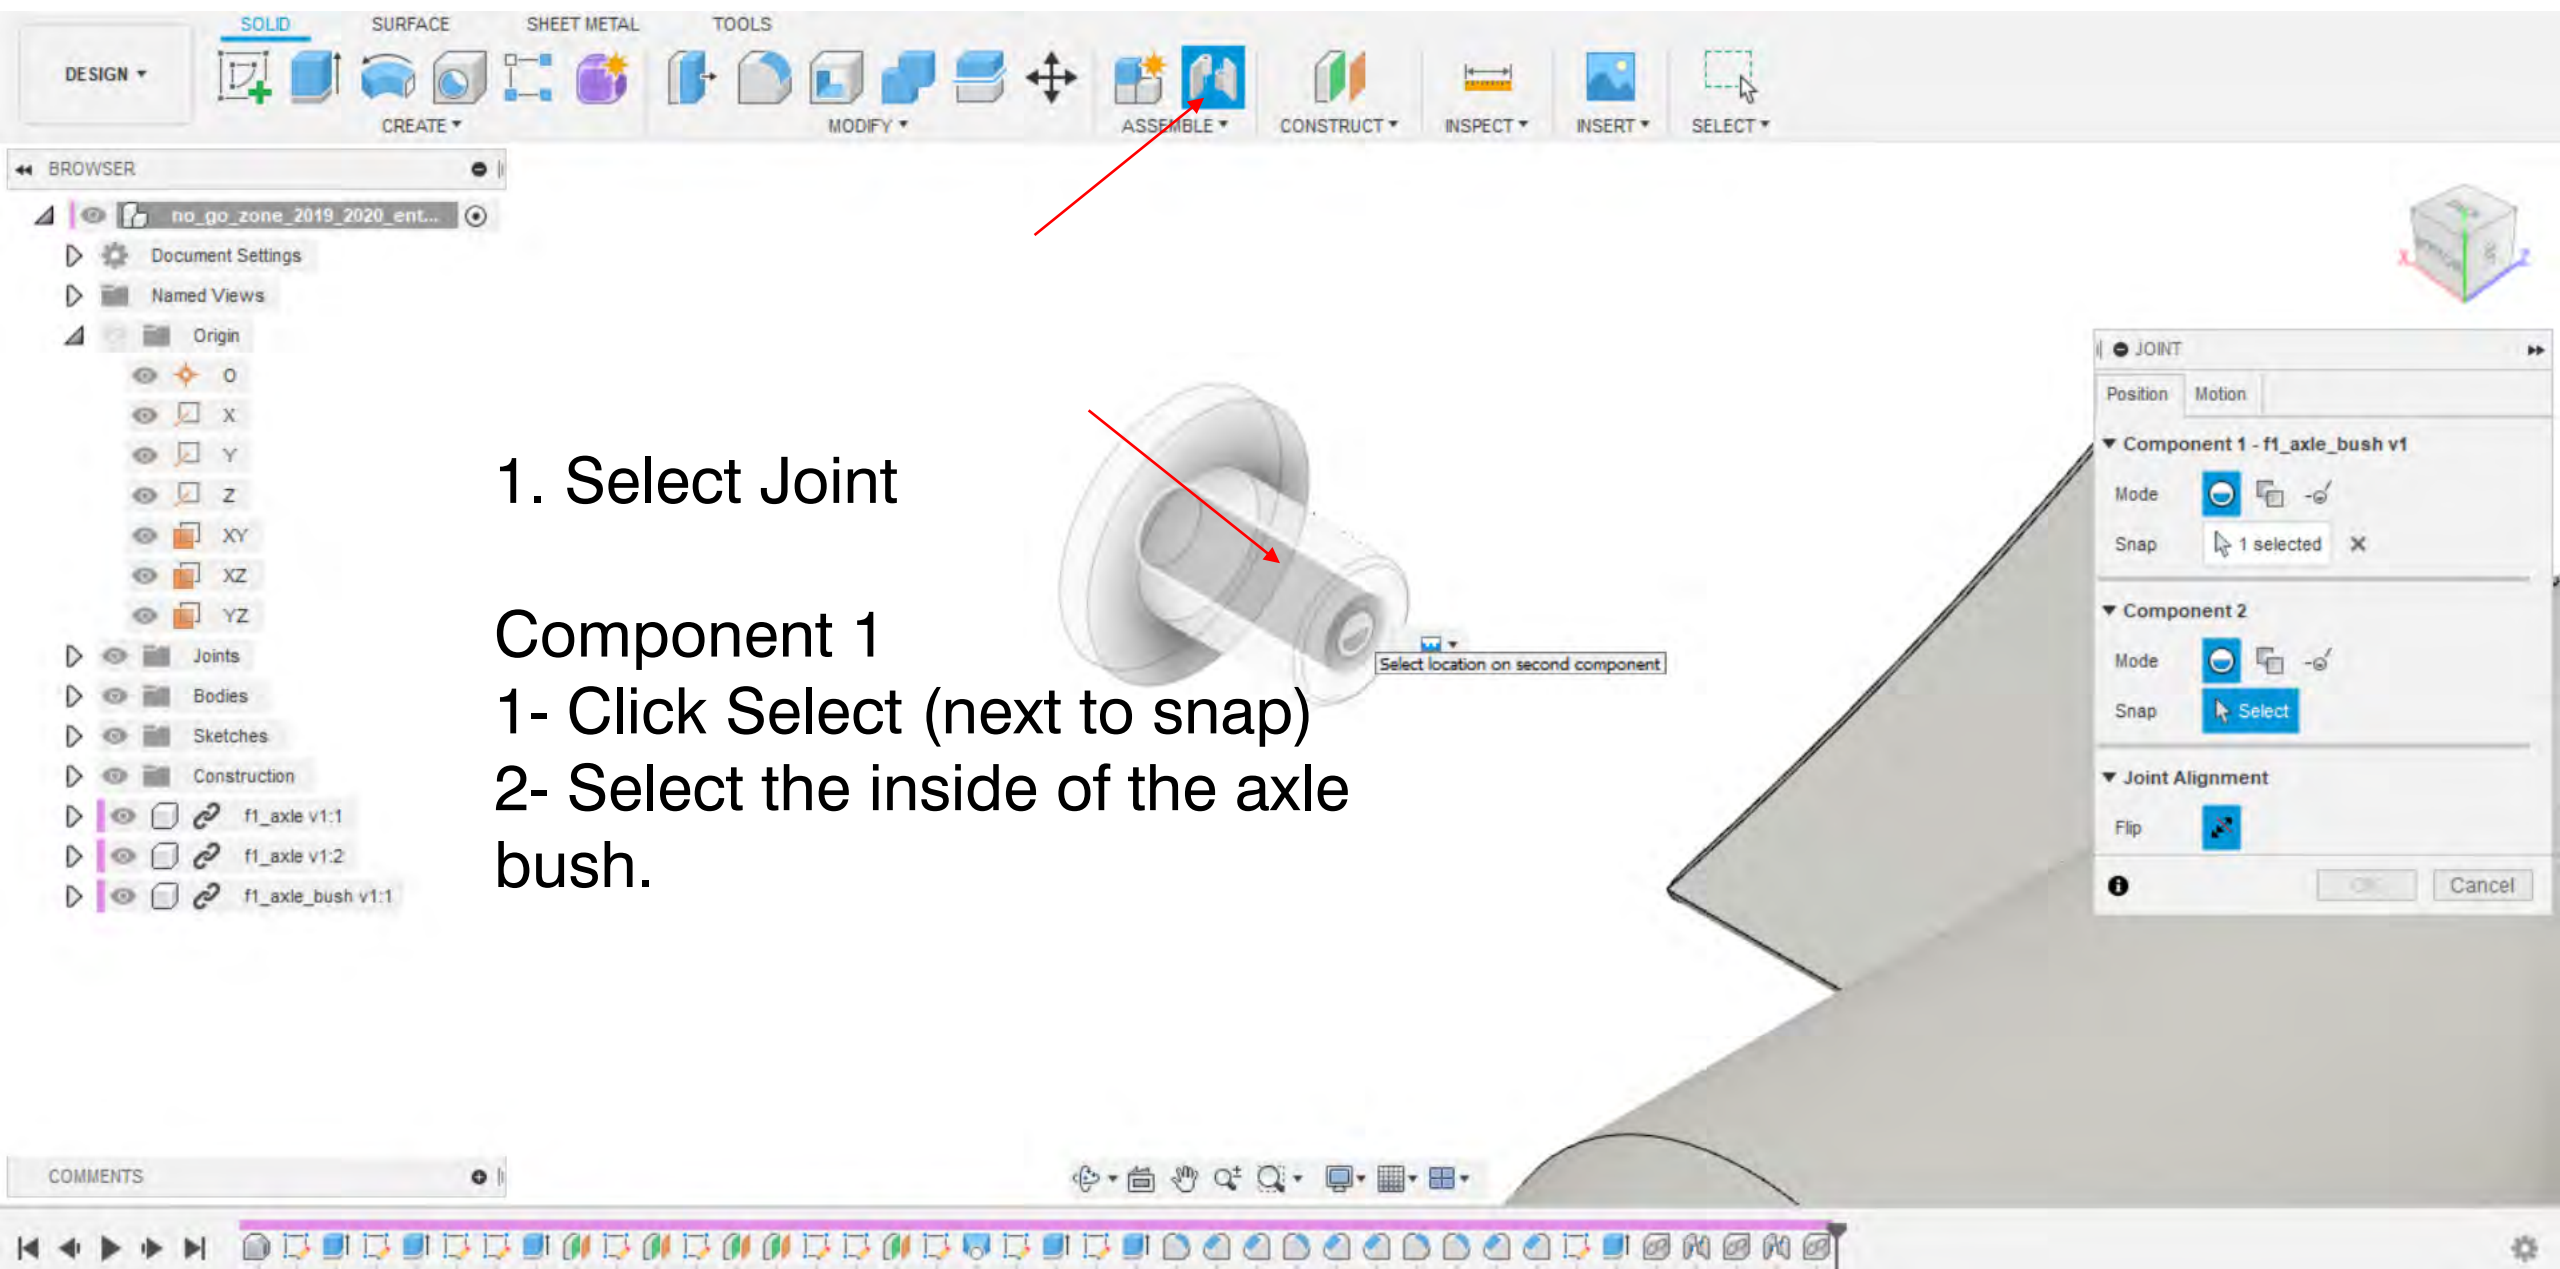 SOLID SURFACE SHEET METAL TOOLS
DESIGN
CREATE MODIFY ASSEMBLE CONSTRUCT INSPECT INSERT SELECT
BROWSER
no_go_zone_2019_2020_ent...
Document Settings
Named Views
Origin
O
X
Y
Z
XY
XZ
YZ
Joints
Bodies
Sketches
Construction
f1_axle v1:1
f1_axle v1:2
f1_axle_bush v1:1
1. Select Joint
Component 1
1- Click Select (next to snap)
2- Select the inside of the axle
bush.
Select location on second component
X
Z
JOINT
Position Motion
Component 1 - f1_axle_bush v1
Mode
Snap 1 selected
Component 2
Mode
Snap Select
Joint Alignment
Flip
OK Cancel
COMMENTS